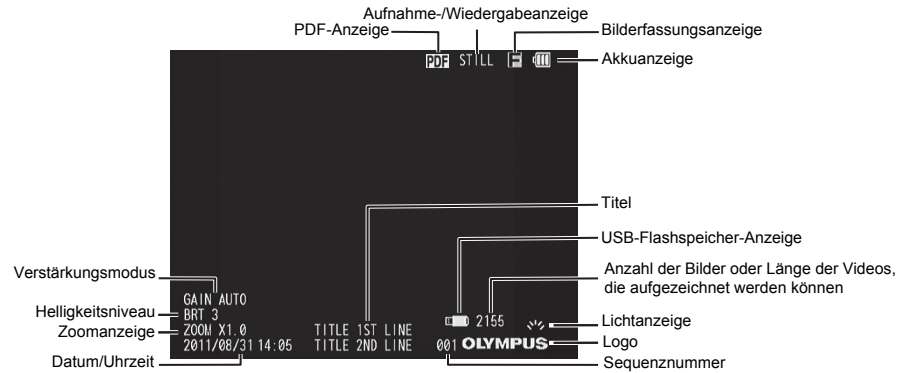 Aufnahme-/Wiedergabeanzeige
PDF-Anzeige
Bilderfassungsanzeige
PDF STILL F
Akkuanzeige
Titel
USB-Flashspeicher-Anzeige
Verstärkungsmodus
Anzahl der Bilder oder Länge der Videos,
die aufgezeichnet werden können
GAIN AUTO
Helligkeitsniveau
BRT 3
2155
Lichtanzeige
Zoomanzeige
ZOOM X1.0
TITLE 1ST LINE
Logo
2011/08/31 14:05
TITLE 2ND LINE
001 OLYMPUS
Datum/Uhrzeit
Sequenznummer